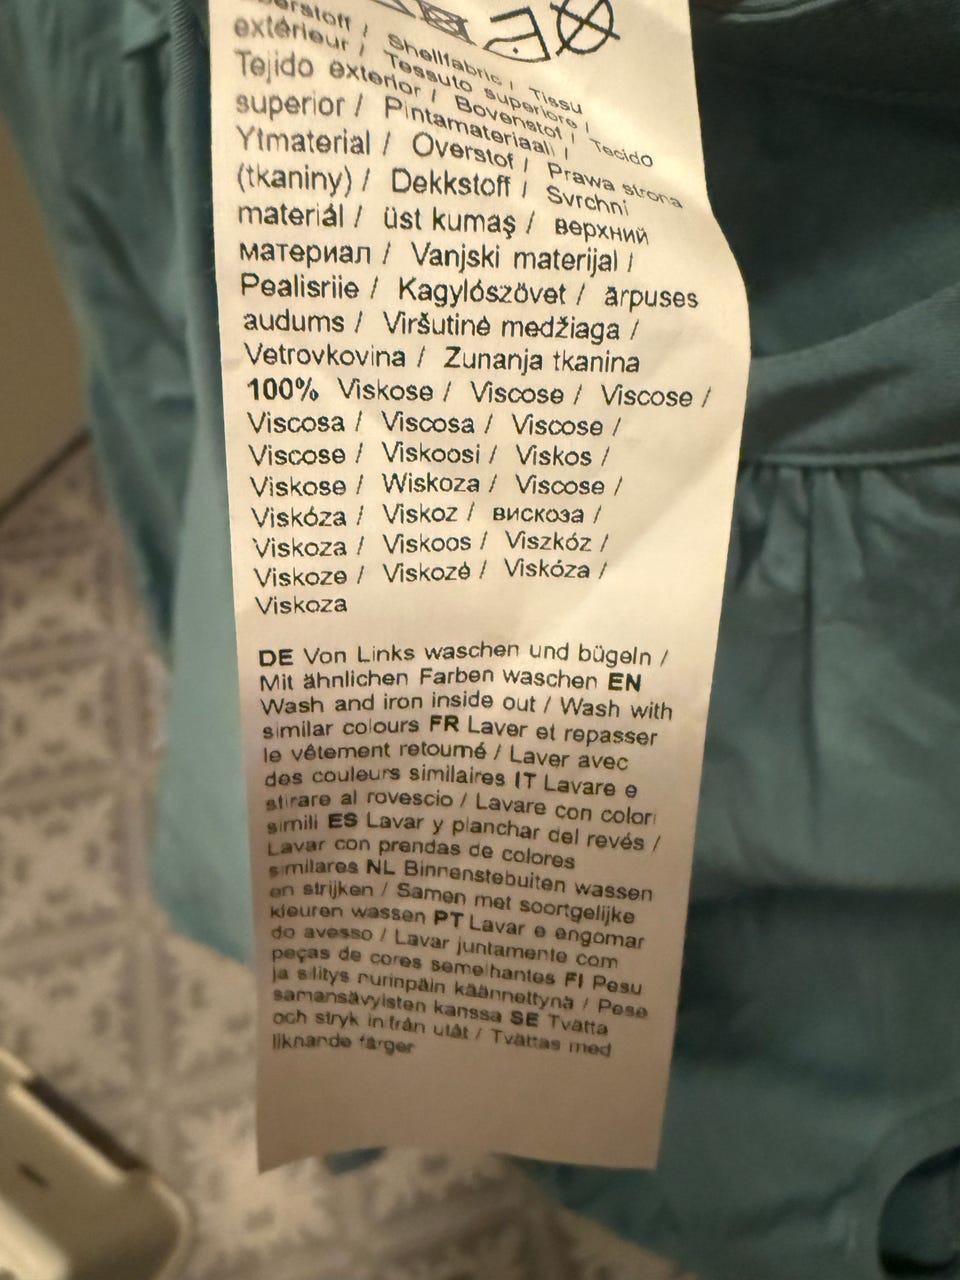 Oberstoff / Shellfabric / Tissu
extérieur / Tessuto superiore /
Tejido exterior / Bovenstof / Tecido
superior / Pintamateriaali /
Ytmaterial / Overstof / Prawa strona
(tkaniny) / Dekkstoff / Svrchní
materiál / üst kumaş / верхний
материал / Vanjski materijal /
Pealisriie / Kagylószövet / ārpuses
audums / Viršutinė medžiaga /
Vetrovkovina / Zunanja tkanina
100% Viskose / Viscose / Viscose /
Viscosa / Viscosa / Viscose /
Viscose / Viskoosi / Viskos /
Viskose / Wiskoza / Viscose /
Viskóza / Viskoz / вискоза /
Viskoza / Viskoos / Viszkóz /
Viskoze / Viskozė / Viskóza /
Viskoza
DE Von Links waschen und bügeln /
Mit ähnlichen Farben waschen EN
Wash and iron inside out / Wash with
similar colours FR Laver et repasser
le vêtement retourné / Laver avec
des couleurs similaires IT Lavare e
stirare al rovescio / Lavare con colori
simili ES Lavar y planchar del revés /
Lavar con prendas de colores
similares NL Binnenstebuiten wassen
en strijken / Samen met soortgelijke
kleuren wassen PT Lavar e engomar
do avesso / Lavar juntamente com
peças de cores semelhantes FI Pesu
ja silitys nurinpäin käännettynä / Pese
samansävyisten kanssa SE Tvätta
och stryk in från utåt / Tvättas med
liknande färger